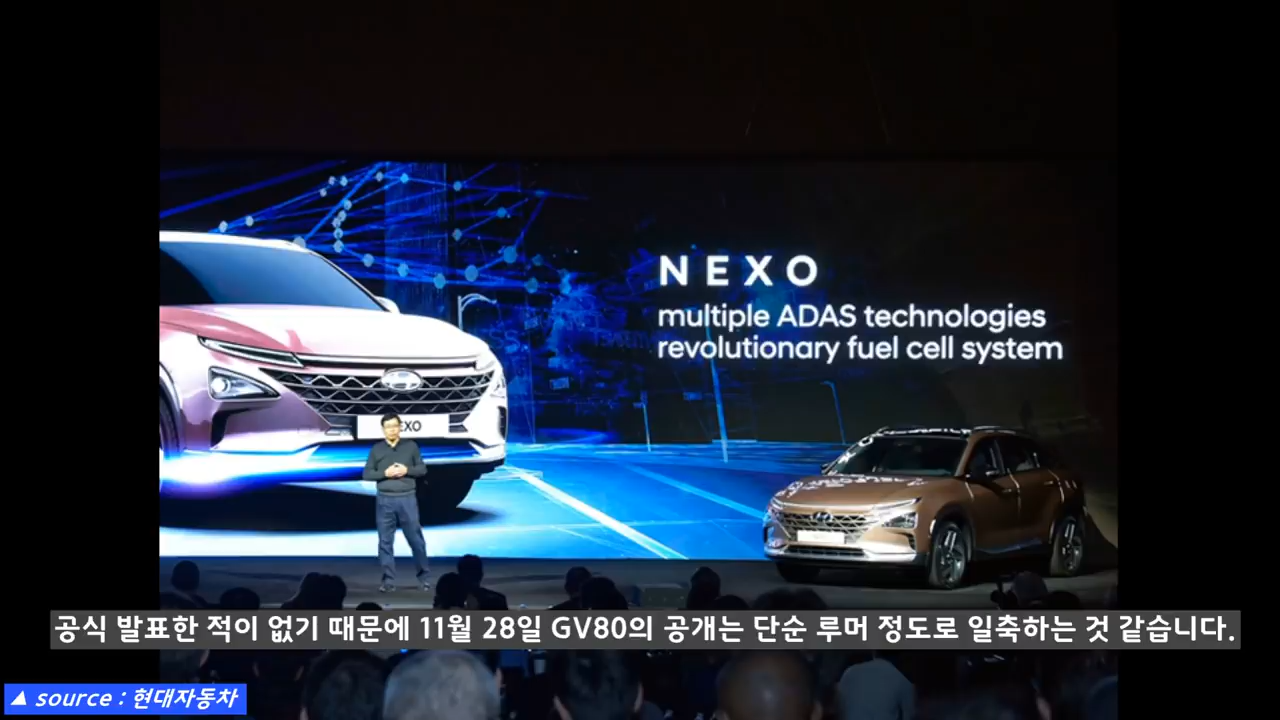 NEXO
multiple ADAS technologies
revolutionary fuel cell system
EXO
공식 발표한 적이 없기 때문에 11월 28일 GV80의 공개는 단순 루머 정도로 일축하는 것 같습니다.
▲ source : 현대자동차